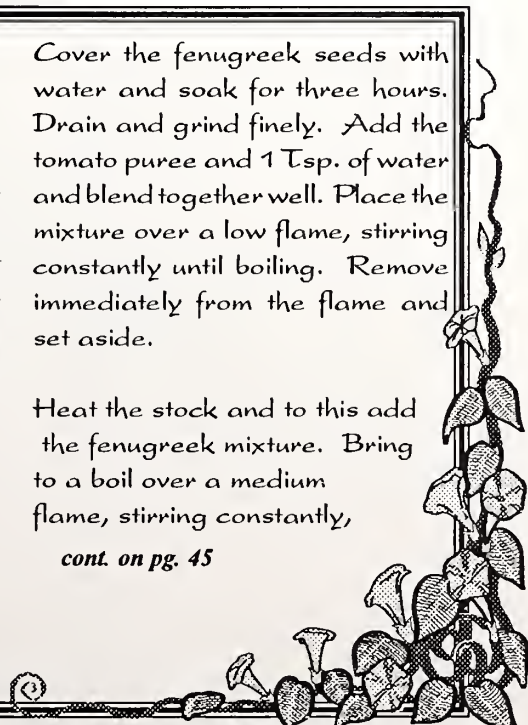 Cover the fenugreek seeds with
water and soak for three hours.
Drain and grind finely. Add the
tomato puree and 1 Tsp. of water
and blend together well. Place the
mixture over a low flame, stirring
constantly until boiling. Remove
immediately from the flame and
set aside.
Heat the stock and to this add
the fenugreek mixture. Bring
to a boil over a medium
flame, stirring constantly,
cont. on pg. 45